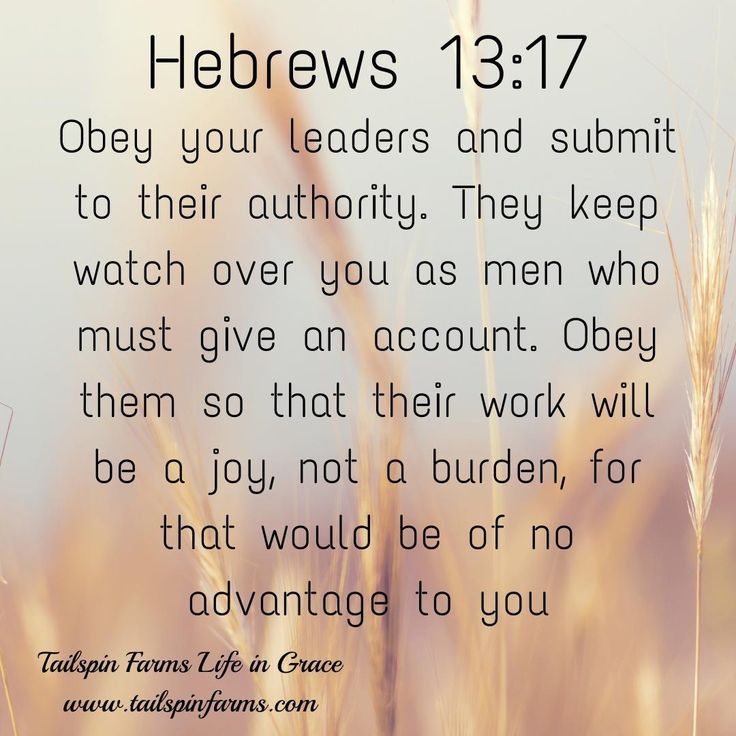 Hebrews 13:17
Obey your leaders and submit
to their authority. They keep
watch over you as men who
must give an account. Obey
them so that their work will
be a joy, not a burden, for
that would be of no
advantage to you
Tailspin Farms Life in Grace
www.tailspinfarms.com